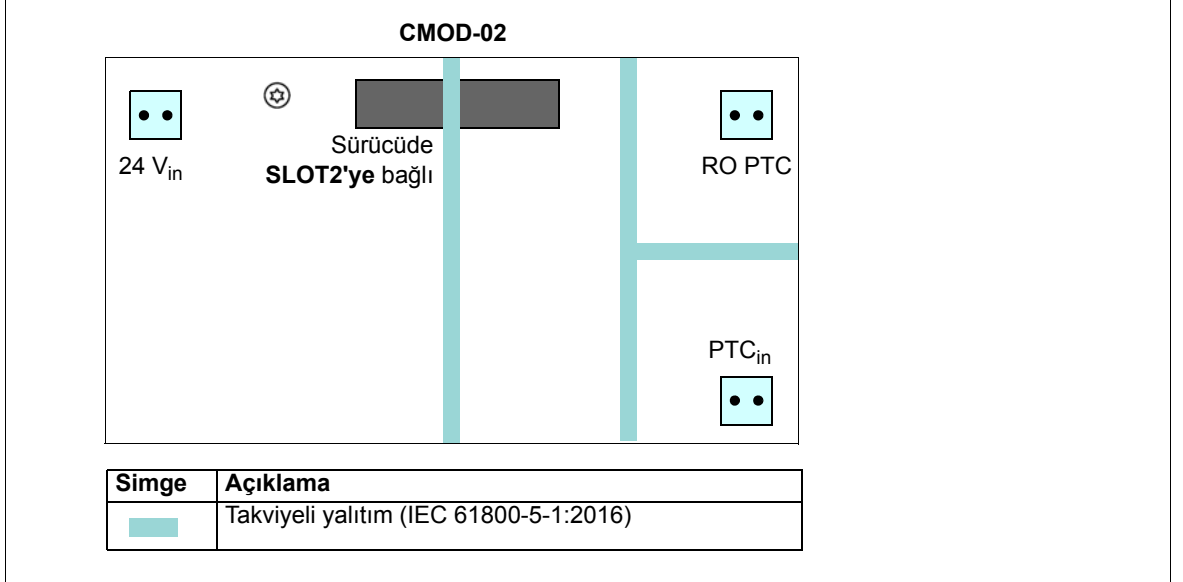 CMOD-02
24 Vin
Sürücüde
SLOT2'ye bağlı
RO PTC
PTCin
Simge Açıklama
Takviyeli yalıtım (IEC 61800-5-1:2016)